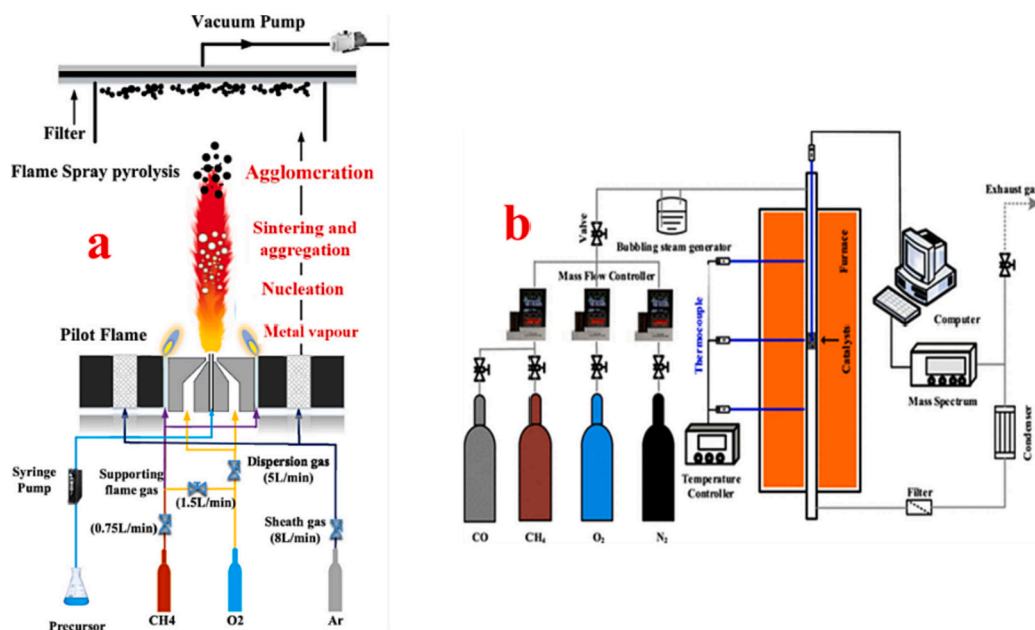 Vacuum Pump
Filter
Flame Spray pyrolysis
Agglomeration
a
Sintering and
aggregation
Nucleation
Pilot Flame
Metal vapour
Syringe
Pump
Supporting
flame gas
Dispersion gas
(5L/min)
(1.5L/min)
(0.75L/min)
Sheath gas
(8L/min)
Precursor
CH4
O2
Ar
b
Exhaust gas
Valve
Bubbling steam generator
Mass Flow Controller
Furnace
Thermocouple
Catalysts
Computer
Mass Spectrum
Condenser
Temperature
Controller
Filter
CO
CH₄
O₂
N₂